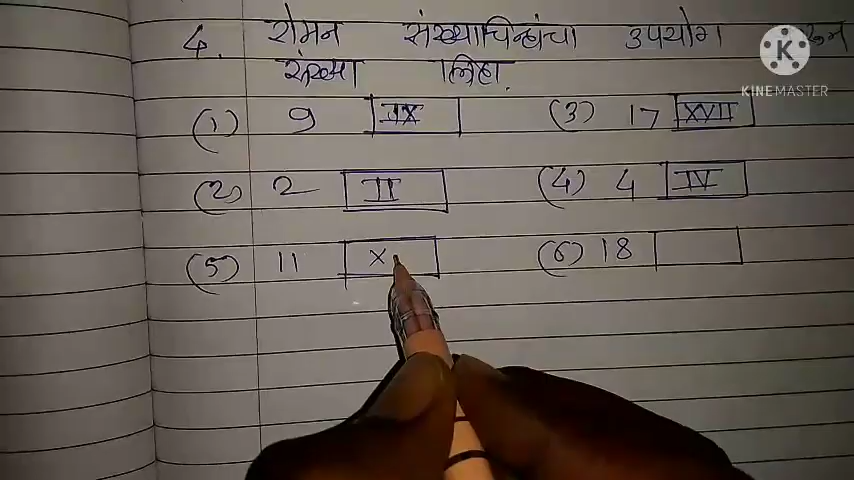 4. रोमन संख्याचिन्हांचा उपयोग
संख्या लिहा.
(1) 9 IX (3) 17 XVII
(2) 2 II (4) 4 IV
(5) 11 X (6) 18
K
KINEMASTER